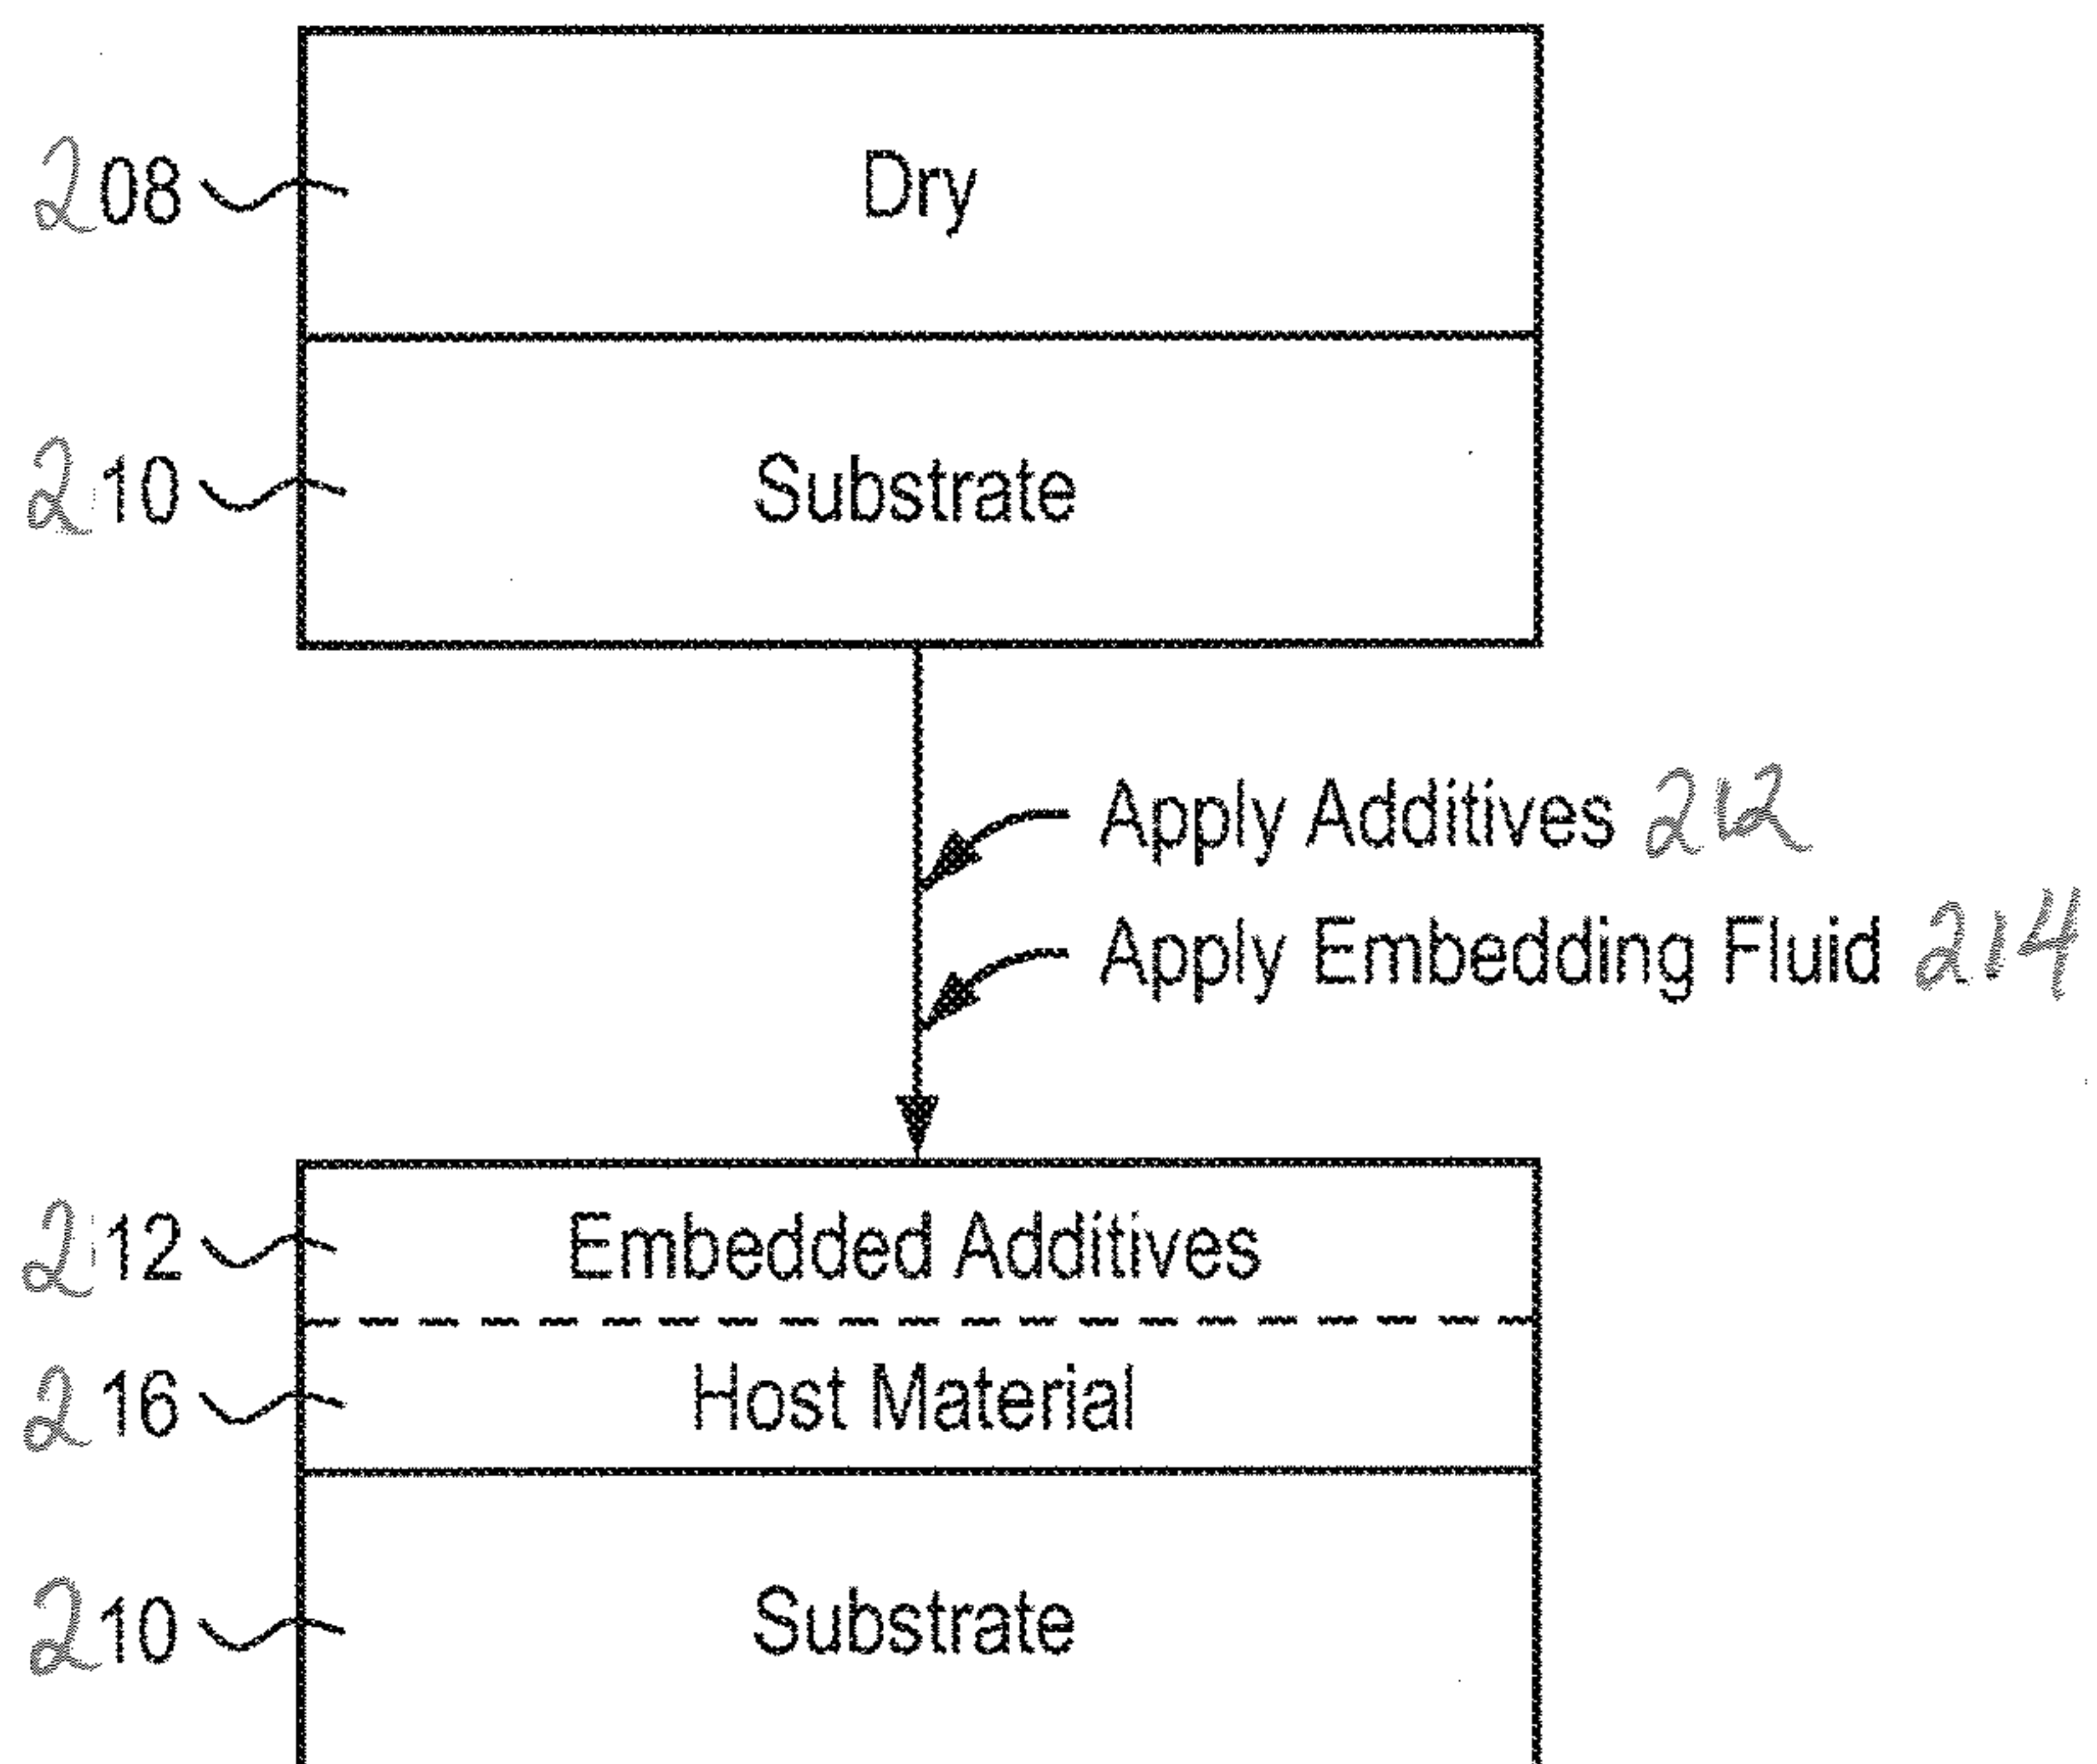 208 Dry
210 Substrate
Apply Additives 212
Apply Embedding Fluid 214
212 Embedded Additives
216 Host Material
210 Substrate